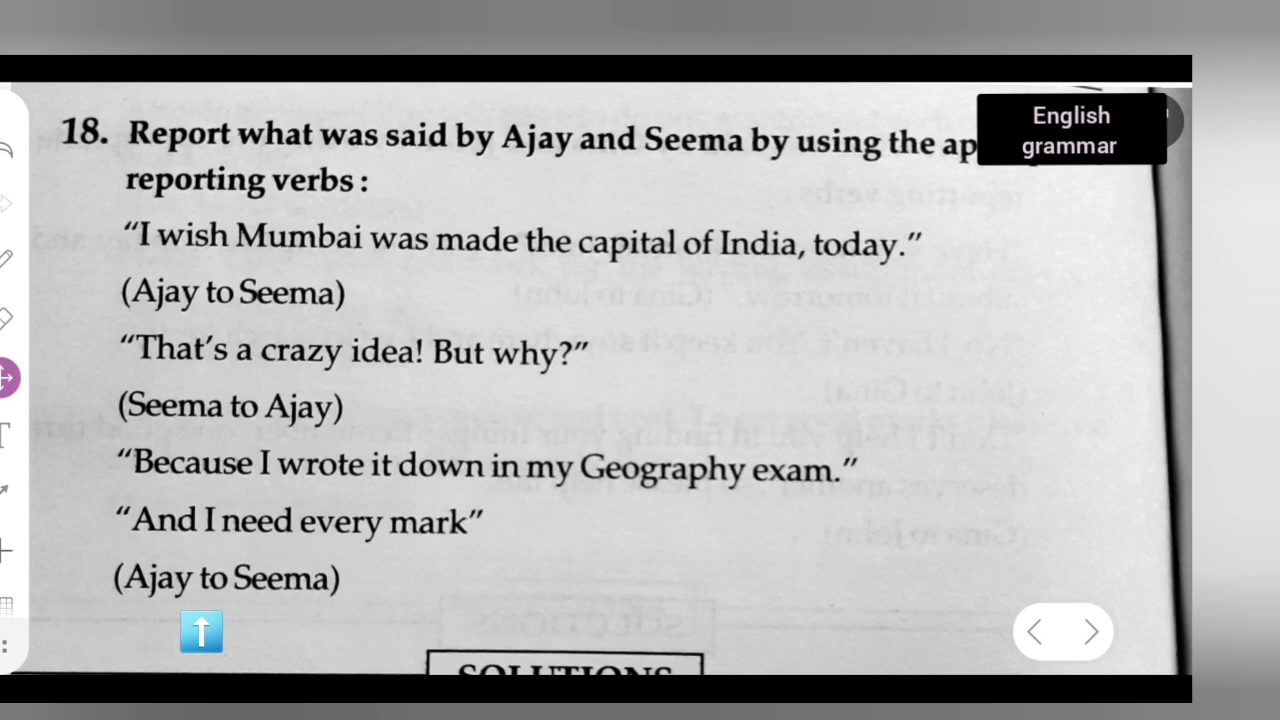 18. Report what was said by Ajay and Seema by using the
English
grammar
reporting verbs :
“I wish Mumbai was made the capital of India, today.”
(Ajay to Seema)
“That’s a crazy idea! But why?”
(Seema to Ajay)
“Because I wrote it down in my Geography exam.”
“And I need every mark”
(Ajay to Seema)
SOLUTIONS